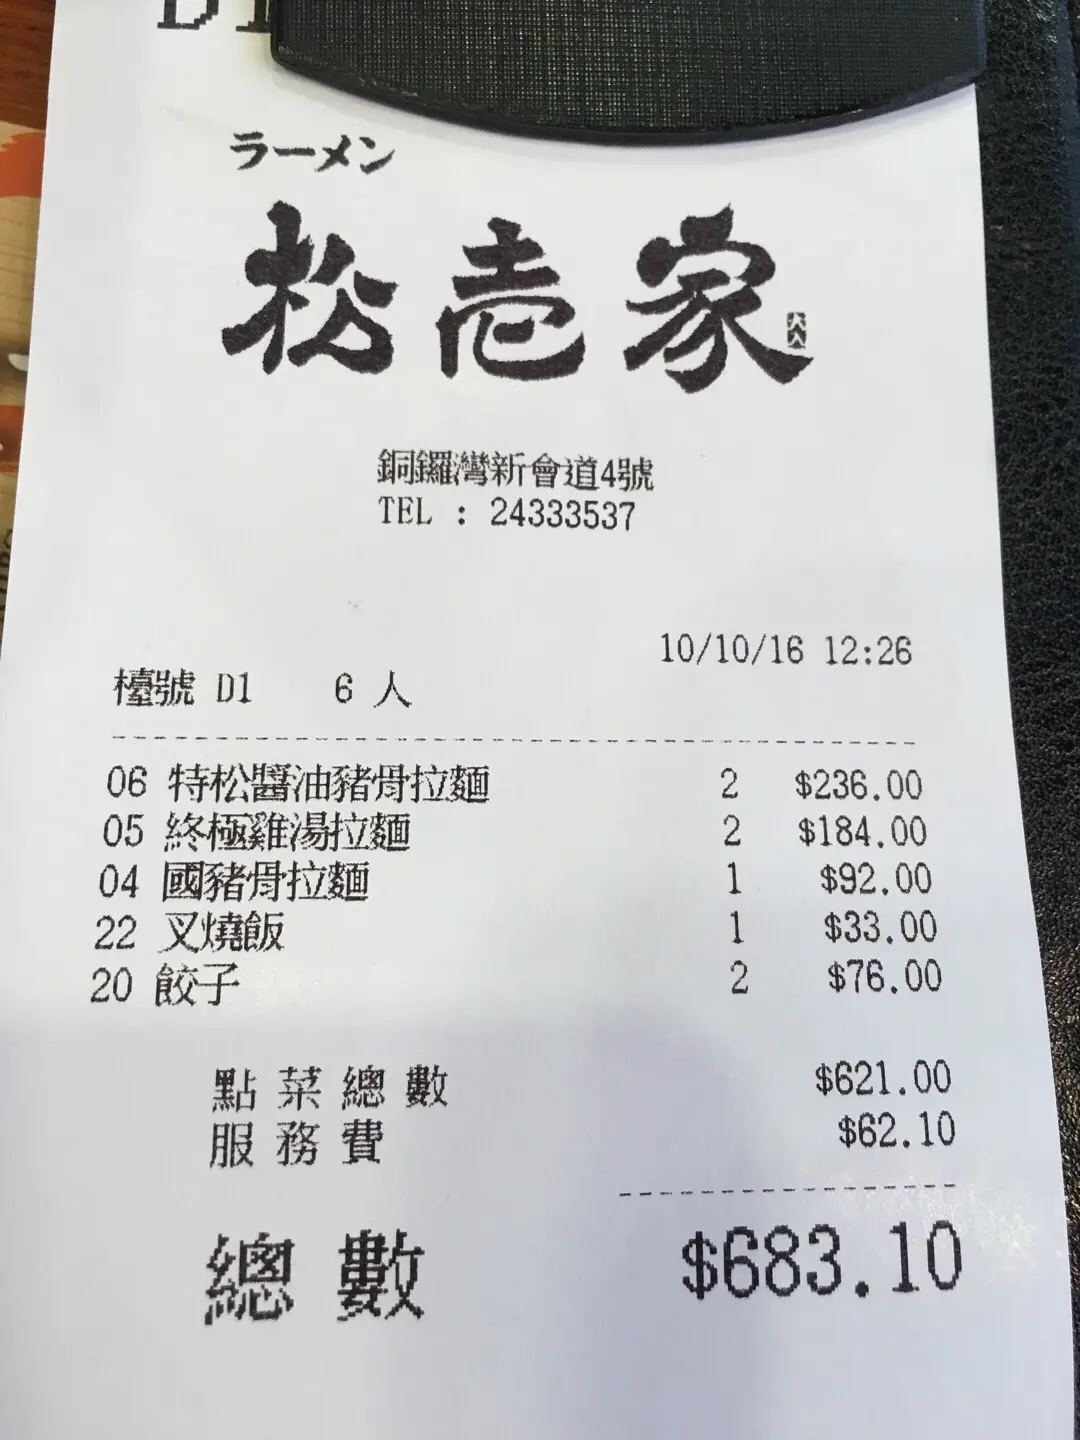 D1
ラーメン
松壱家
銅鑼灣新會道4號
TEL : 24333537
10/10/16 12:26
檯號 D1 6 人
06 特松醬油豬骨拉麵 2 $236.00
05 終極雞湯拉麵 2 $184.00
04 國豬骨拉麵 1 $92.00
22 叉燒飯 1 $33.00
20 餃子 2 $76.00
點菜總數 $621.00
服務費 $62.10
總數 $683.10